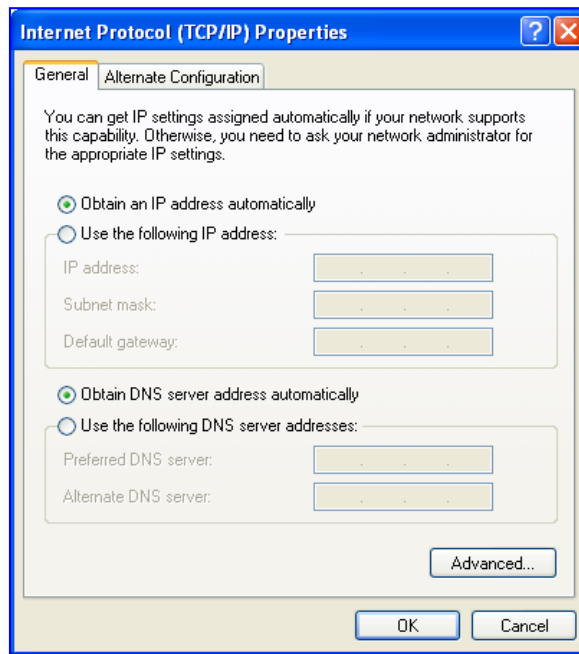 Internet Protocol (TCP/IP) Properties
General
Alternate Configuration
You can get IP settings assigned automatically if your network supports
this capability. Otherwise, you need to ask your network administrator for
the appropriate IP settings.
Obtain an IP address automatically
Use the following IP address:
IP address:
Subnet mask:
Default gateway:
Obtain DNS server address automatically
Use the following DNS server addresses:
Preferred DNS server:
Alternate DNS server:
Advanced...
OK
Cancel